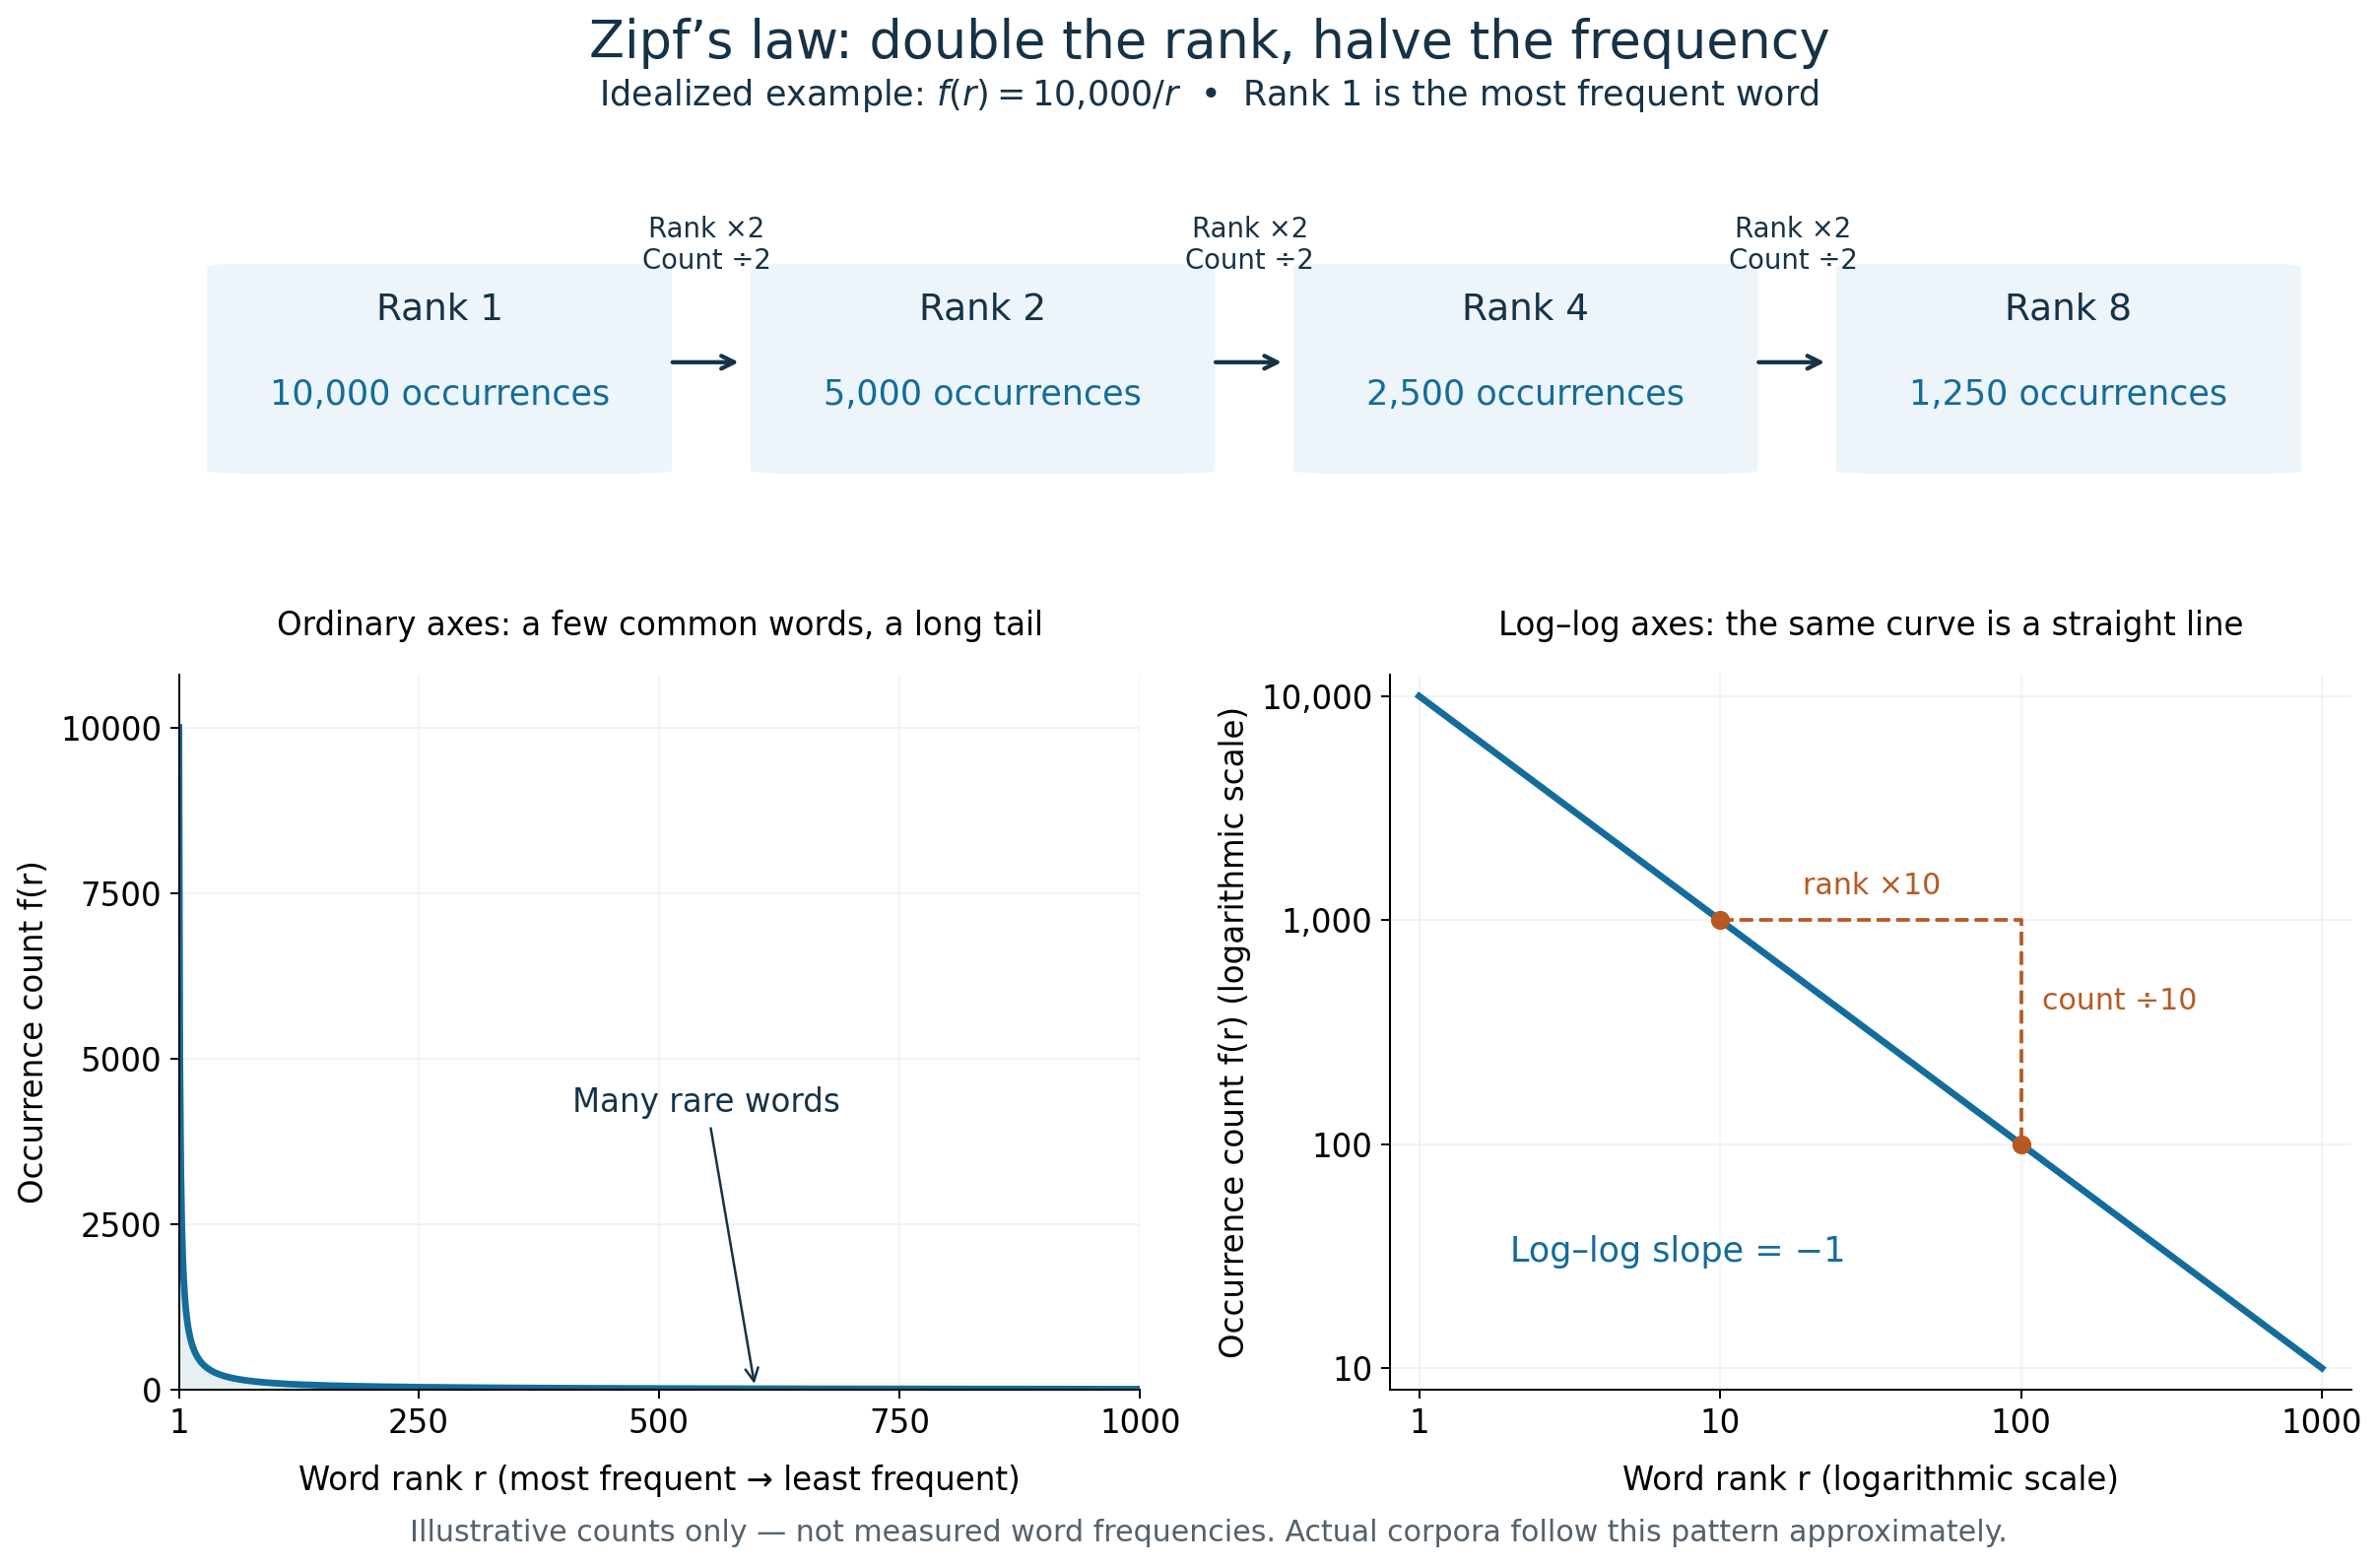 Zipf’s law: double the rank, halve the frequency
Idealized example: f(r) = 10,000/r • Rank 1 is the most frequent word
Rank ×2
Count ÷2
Rank ×2
Count ÷2
Rank ×2
Count ÷2
Rank 1
10,000 occurrences
→
Rank 2
5,000 occurrences
→
Rank 4
2,500 occurrences
→
Rank 8
1,250 occurrences
Ordinary axes: a few common words, a long tail
Occurrence count f(r)
10000
7500
5000
2500
0
Many rare words
1
250
500
750
1000
Word rank r (most frequent → least frequent)
Log–log axes: the same curve is a straight line
Occurrence count f(r) (logarithmic scale)
10,000
1,000
100
10
rank ×10
count ÷10
Log–log slope = −1
1
10
100
1000
Word rank r (logarithmic scale)
Illustrative counts only — not measured word frequencies. Actual corpora follow this pattern approximately.